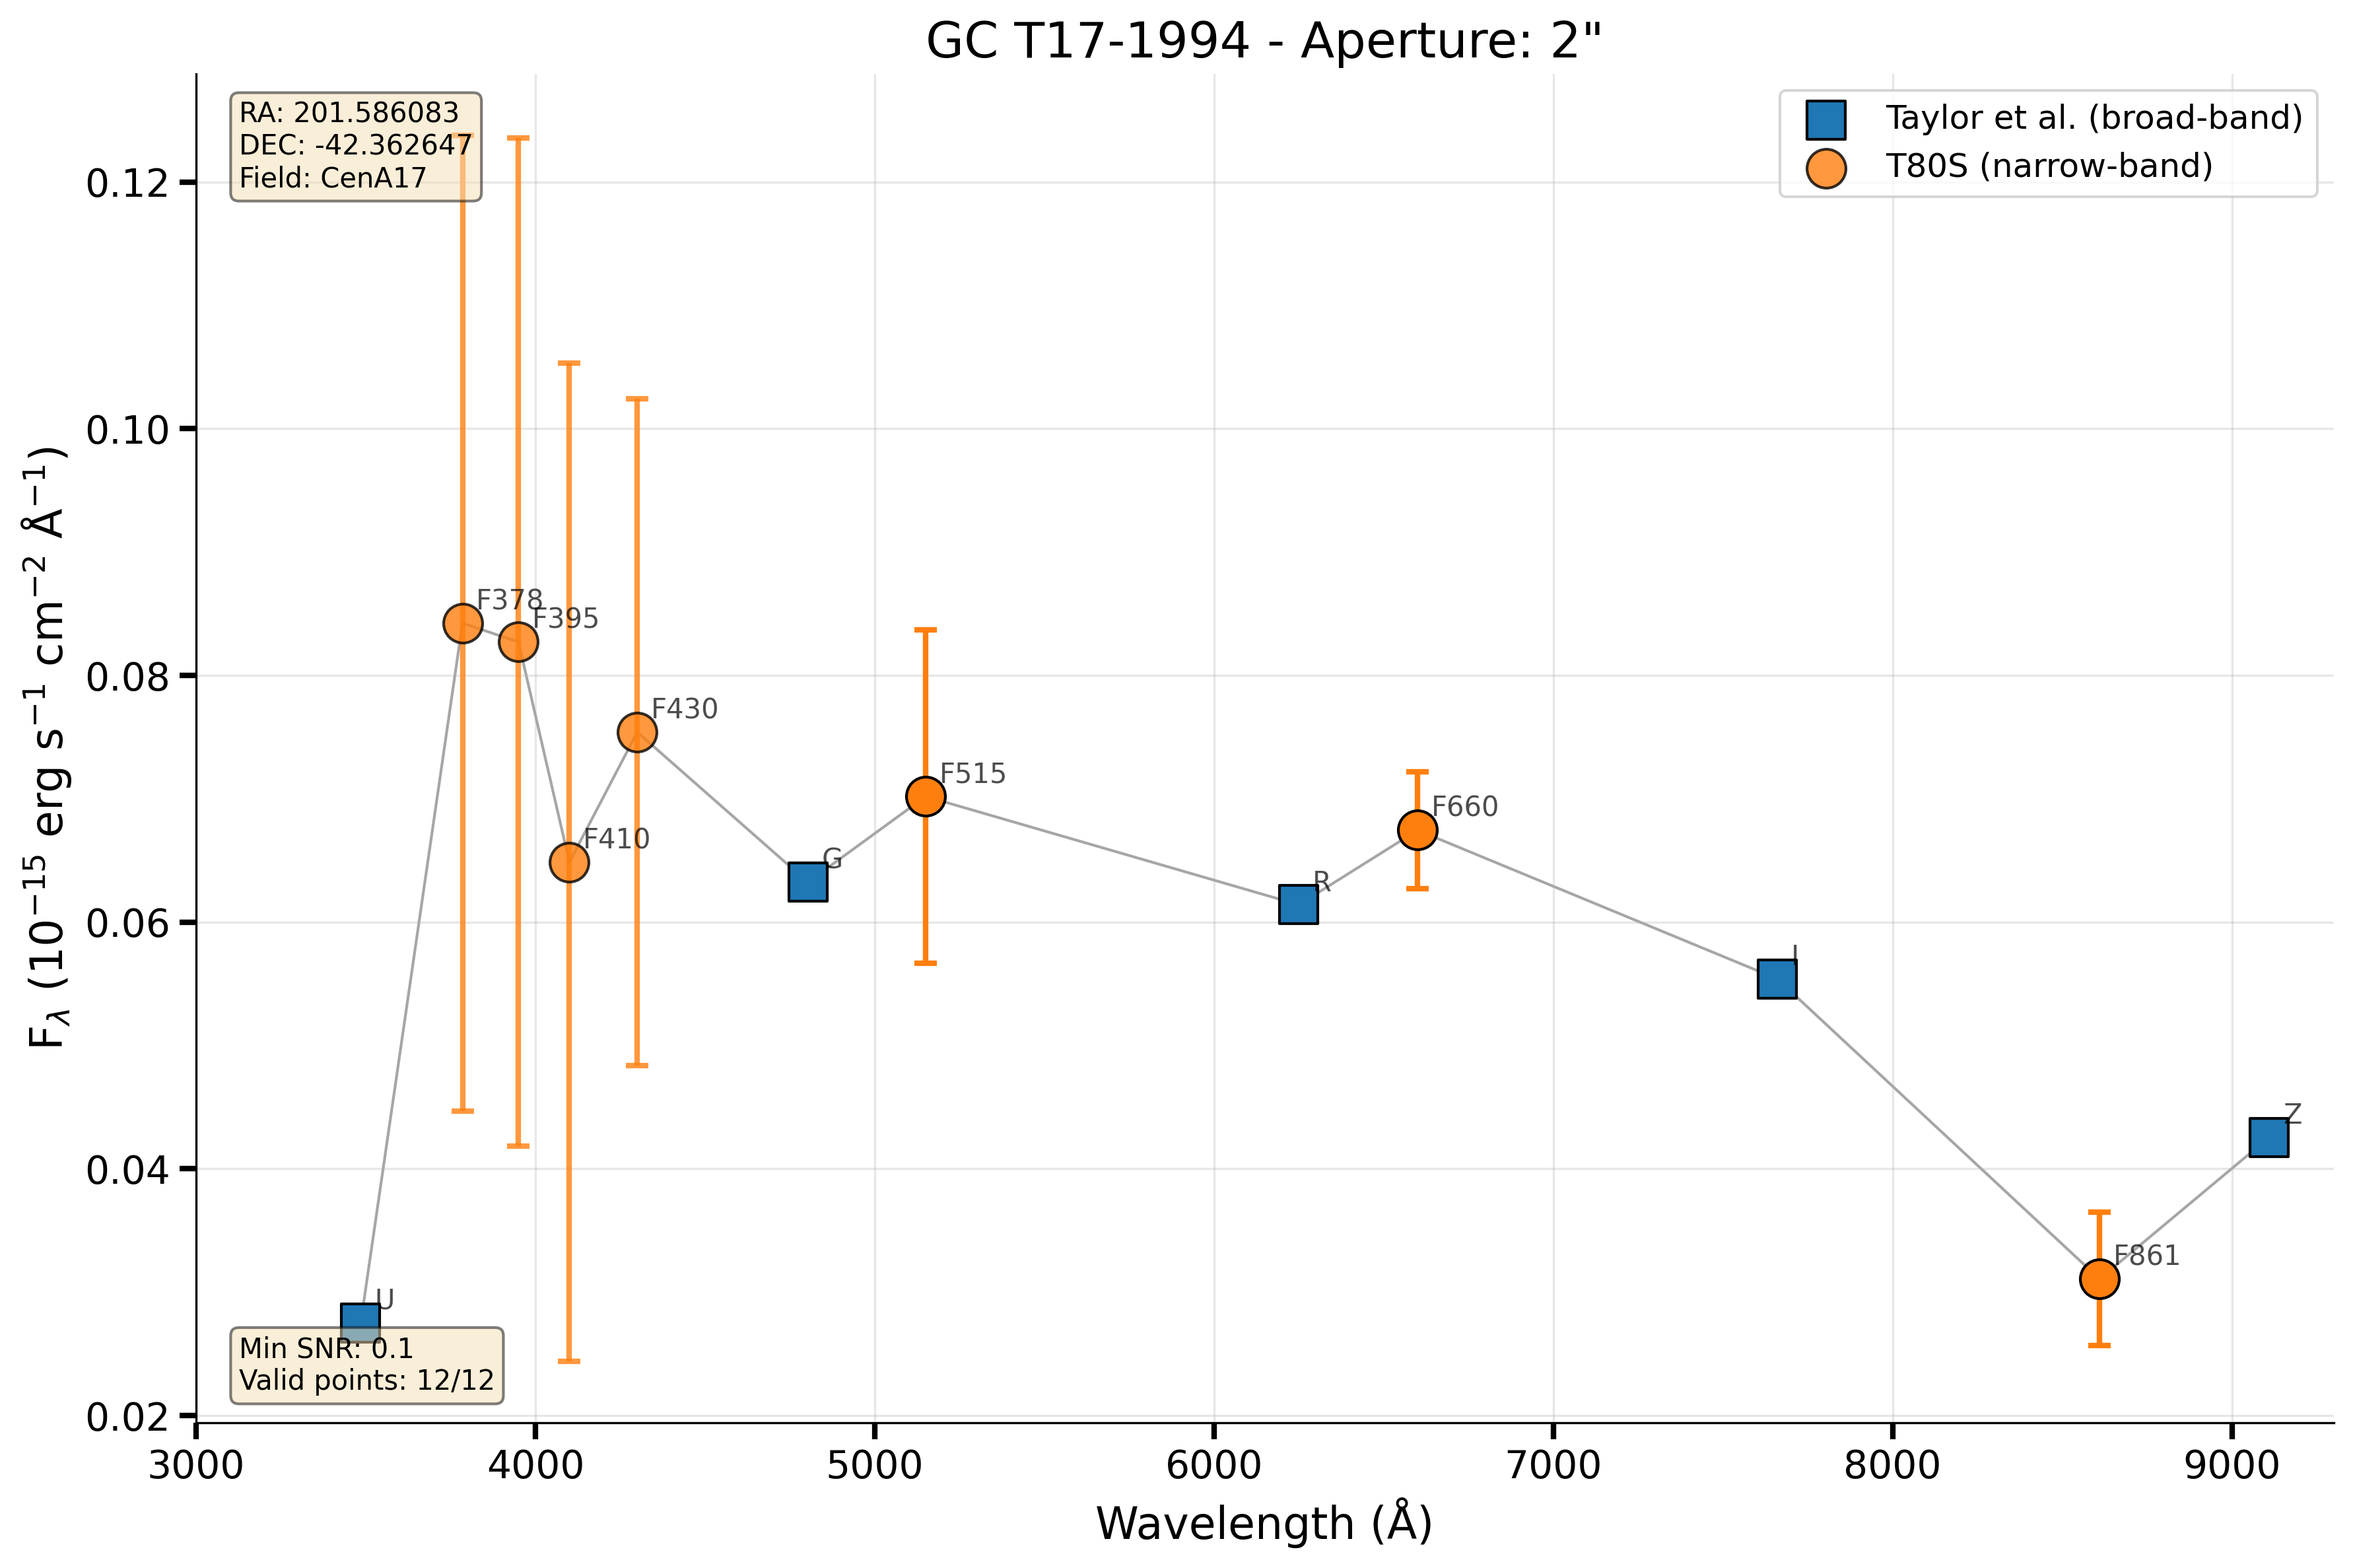 GC T17-1994 - Aperture: 2"
RA: 201.586083
DEC: -42.362647
Field: CenA17
Taylor et al. (broad-band)
T80S (narrow-band)
0.12
0.10
0.08
0.06
0.04
0.02
F378
F395
F430
F410
G
F515
R
F660
I
Z
F861
U
Min SNR: 0.1
Valid points: 12/12
3000 4000 5000 6000 7000 8000 9000
Wavelength (Å)
Fλ (10⁻¹⁵ erg s⁻¹ cm⁻² Å⁻¹)